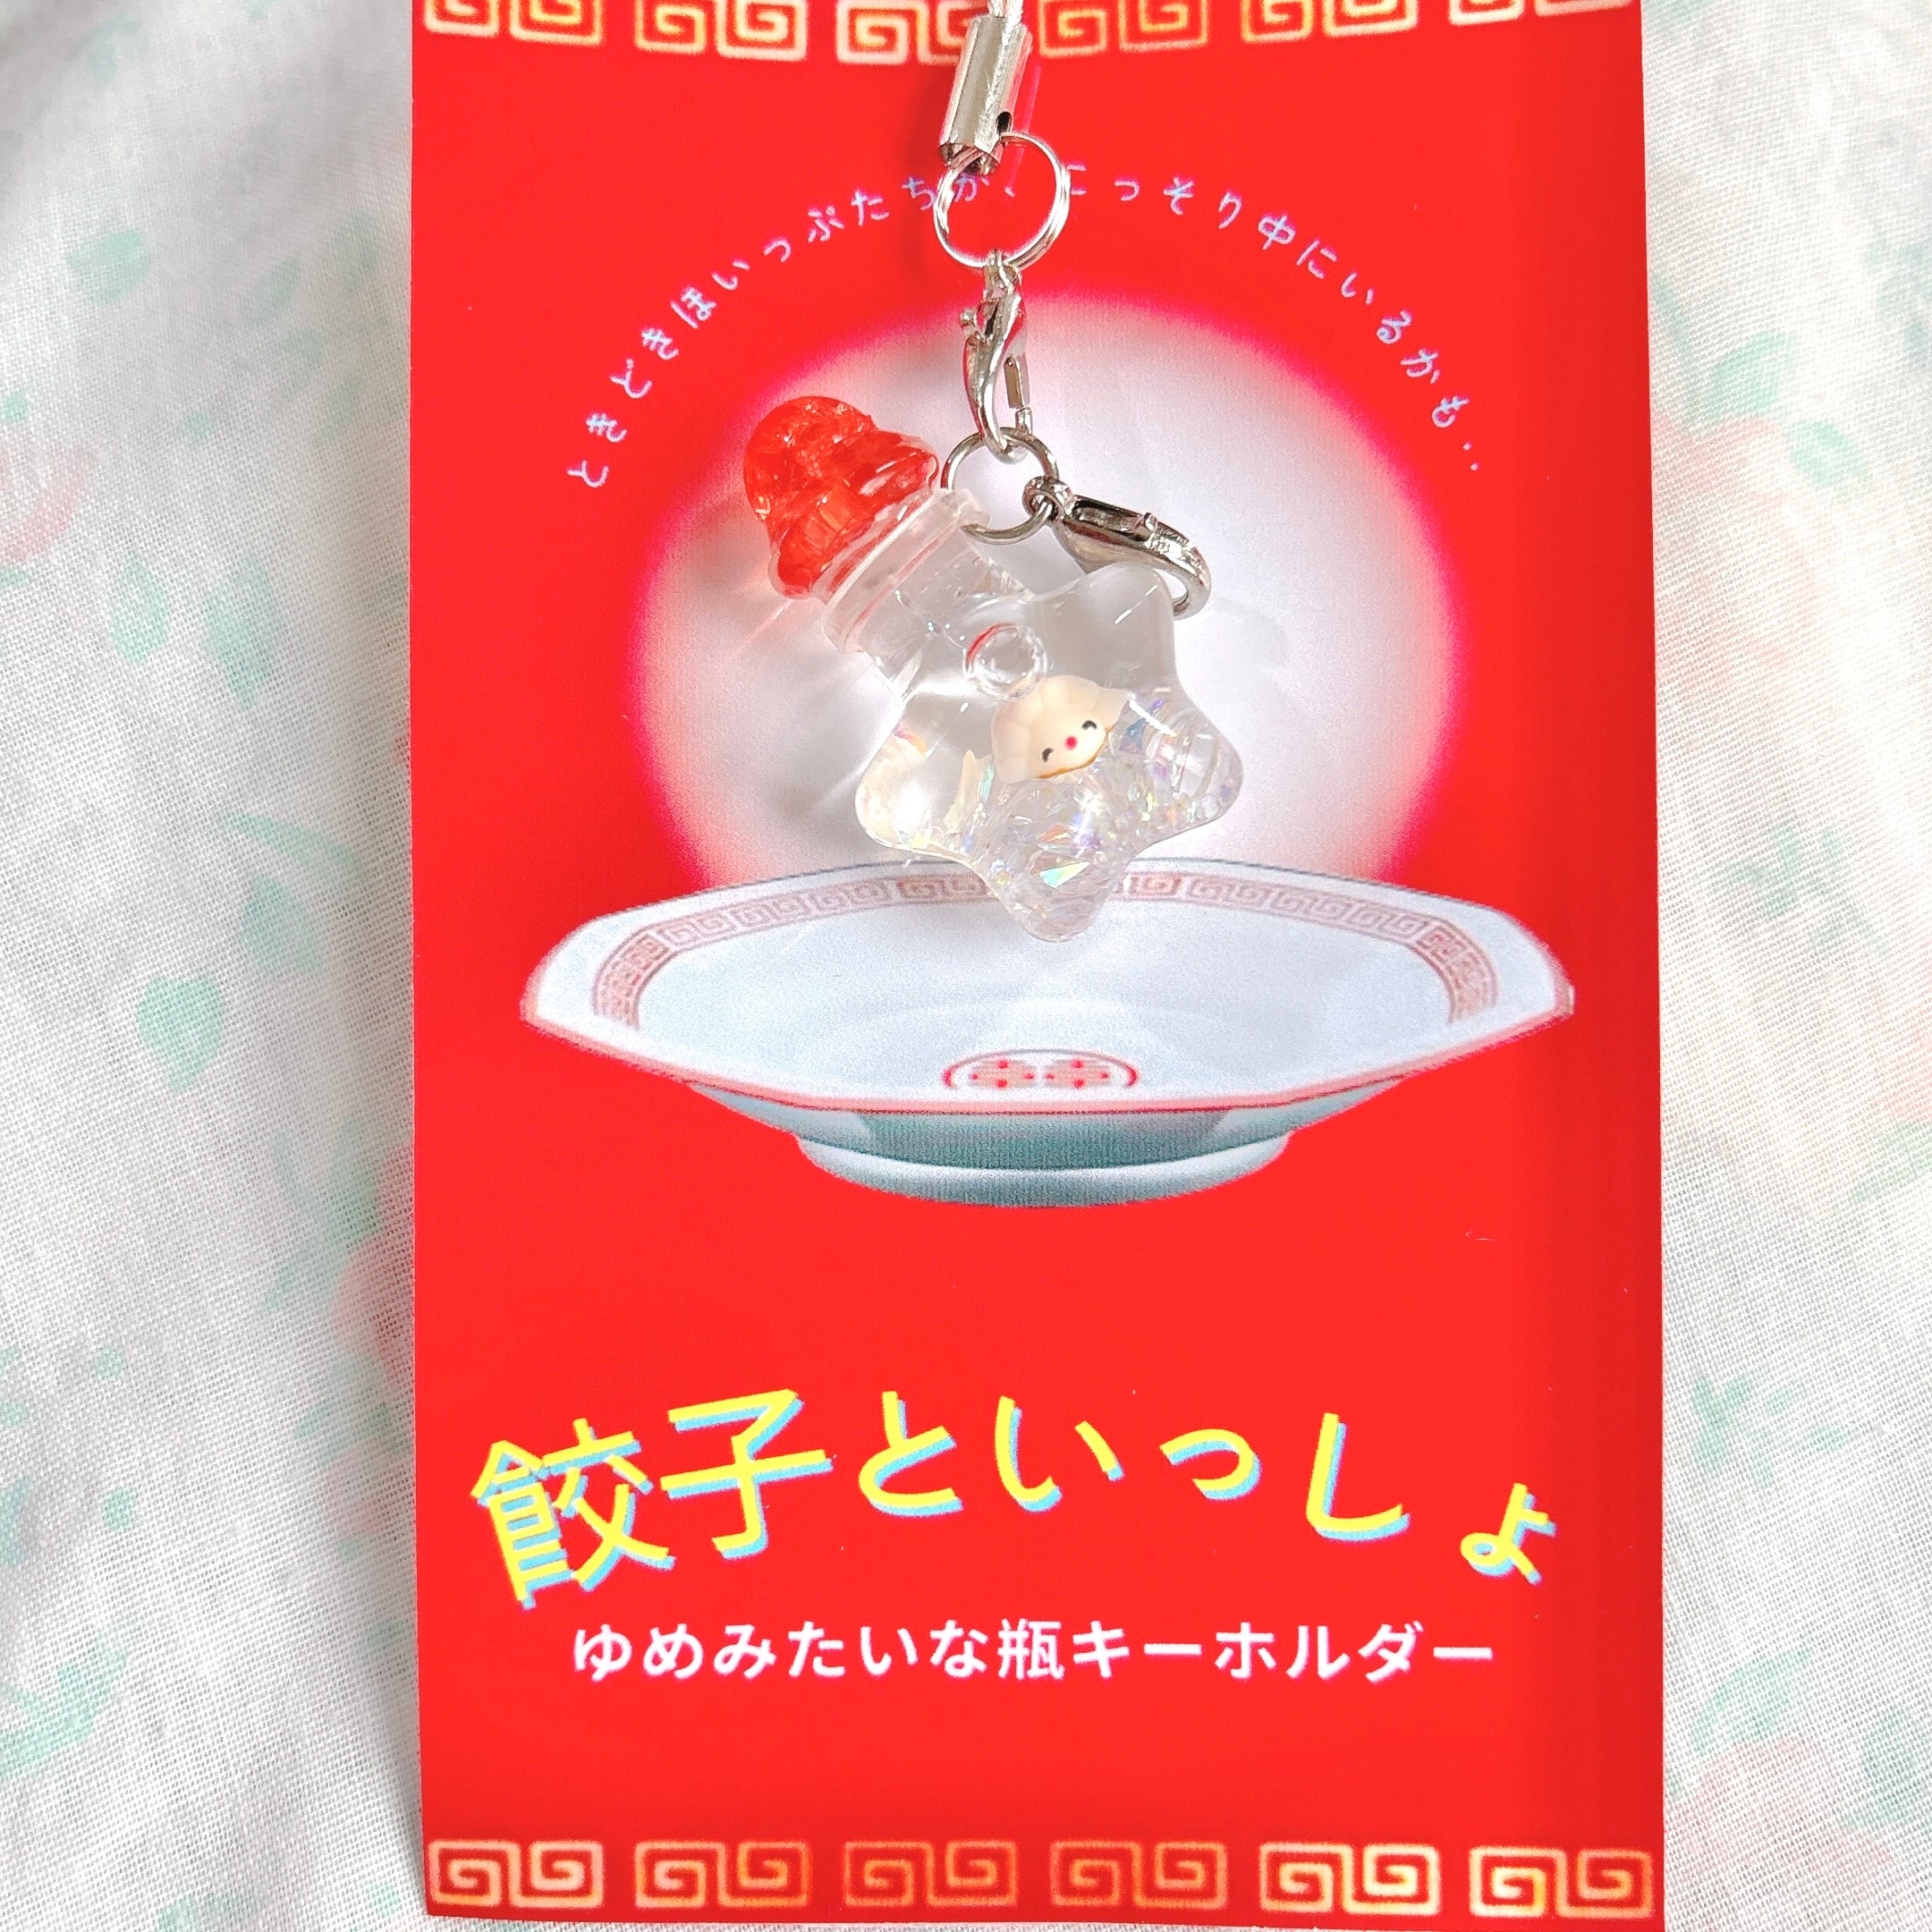 ときどきほいっぷたちが、こっそり中にいるかも..
餃子といっしょ
ゆめみたいな瓶キーホルダー